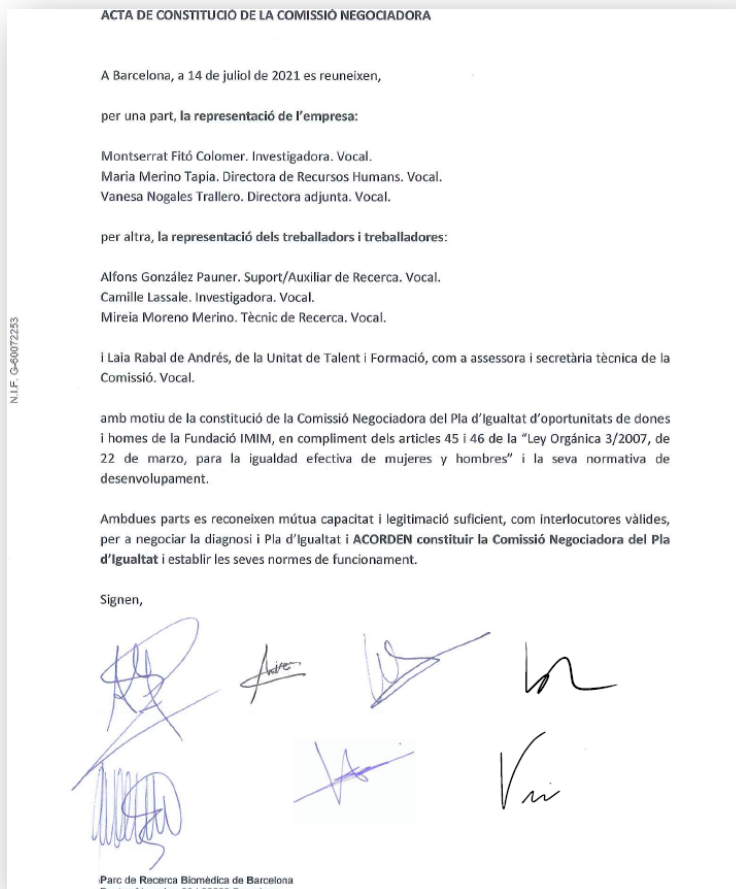 ACTA DE CONSTITUCIÓ DE LA COMISSIÓ NEGOCIADORA
A Barcelona, a 14 de juliol de 2021 es reuneixen,
per una part, la representació de l'empresa:
Montserrat Fitó Colomer. Investigadora. Vocal.
Maria Merino Tapia. Directora de Recursos Humans. Vocal.
Vanesa Nogales Trallero. Directora adjunta. Vocal.
per altra, la representació dels treballadors i treballadores:
Alfons González Pauner. Suport/Auxiliar de Recerca. Vocal.
Camille Lassale. Investigadora. Vocal.
Mireia Moreno Merino. Tècnic de Recerca. Vocal.
N.I.F. G-60072253
i Laia Rabal de Andrés, de la Unitat de Talent i Formació, com a assessora i secretària tècnica de la
Comissió. Vocal.
amb motiu de la constitució de la Comissió Negociadora del Pla d'Igualtat d'oportunitats de dones
i homes de la Fundació IMIM, en compliment dels articles 45 i 46 de la "Ley Orgánica 3/2007, de
22 de marzo, para la igualdad efectiva de mujeres y hombres" i la seva normativa de
desenvolupament.
Ambdues parts es reconeixen mútua capacitat i legitimació suficient, com interlocutores vàlides,
per a negociar la diagnosi i Pla d'Igualtat i ACORDEN constituir la Comissió Negociadora del Pla
d'Igualtat i establir les seves normes de funcionament.
Signen,
Parc de Recerca Biomèdica de Barcelona